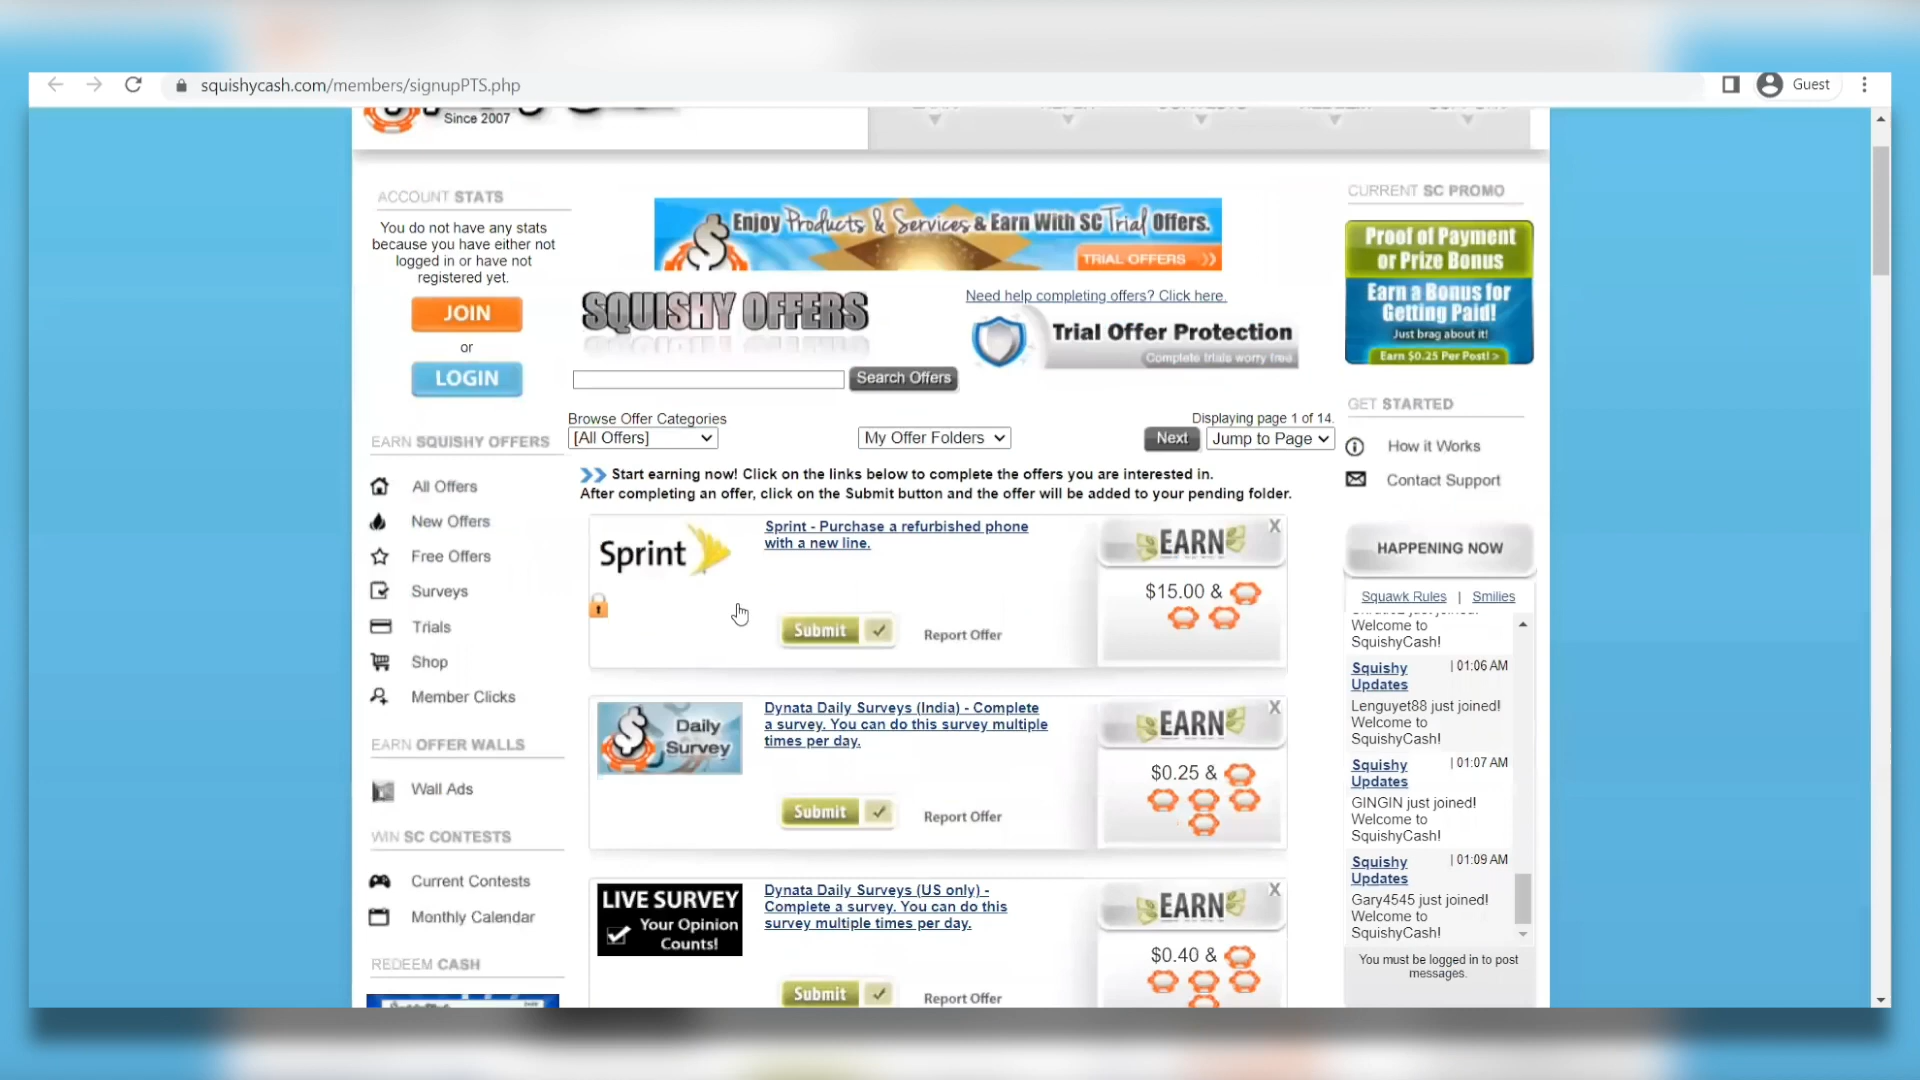 squishycash.com/members/signupPTS.php
Guest
Since 2007
ACCOUNT STATS
You do not have any stats
because you have either not
logged in or have not
registered yet.
JOIN
or
LOGIN
EARN SQUISHY OFFERS
All Offers
New Offers
Free Offers
Surveys
Trials
Shop
Member Clicks
EARN OFFER WALLS
Wall Ads
WIN SC CONTESTS
Current Contests
Monthly Calendar
REDEEM CASH
Enjoy Products & Services & Earn With SC Trial Offers.
TRIAL OFFERS
SQUISHY OFFERS
Need help completing offers? Click here.
Trial Offer Protection
Complete trials worry free
Search Offers
Browse Offer Categories
[All Offers]
My Offer Folders
Displaying page 1 of 14.
Next
Jump to Page
Start earning now! Click on the links below to complete the offers you are interested in.
After completing an offer, click on the Submit button and the offer will be added to your pending folder.
Sprint
Sprint - Purchase a refurbished phone
with a new line.
Submit
Report Offer
EARN
X
$15.00 &
Daily
Survey
Dynata Daily Surveys (India) - Complete
a survey. You can do this survey multiple
times per day.
Submit
Report Offer
EARN
X
$0.25 &
LIVE SURVEY
Your Opinion
Counts!
Dynata Daily Surveys (US only) -
Complete a survey. You can do this
survey multiple times per day.
Submit
Report Offer
EARN
X
$0.40 &
CURRENT SC PROMO
Proof of Payment
or Prize Bonus
Earn a Bonus for
Getting Paid!
Just brag about it!
Earn $0.25 Per Post! >
GET STARTED
How it Works
Contact Support
HAPPENING NOW
Squawk Rules | Smilies
Welcome to
SquishyCash!
Squishy Updates | 01:06 AM
Lenguyet88 just joined!
Welcome to
SquishyCash!
Squishy Updates | 01:07 AM
GINGIN just joined!
Welcome to
SquishyCash!
Squishy Updates | 01:09 AM
Gary4545 just joined!
Welcome to
SquishyCash!
You must be logged in to post
messages.